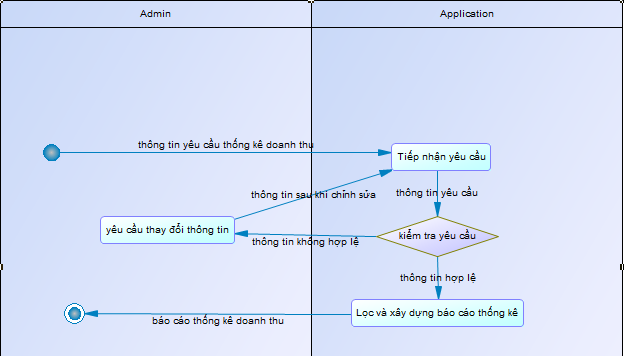 Admin
Application
thông tin yêu cầu thống kê doanh thu
Tiếp nhận yêu cầu
thông tin sau khi chỉnh sửa
thông tin yêu cầu
yêu cầu thay đổi thông tin
thông tin không hợp lệ
kiểm tra yêu cầu
thông tin hợp lệ
Lọc và xây dựng báo cáo thống kê
báo cáo thống kê doanh thu